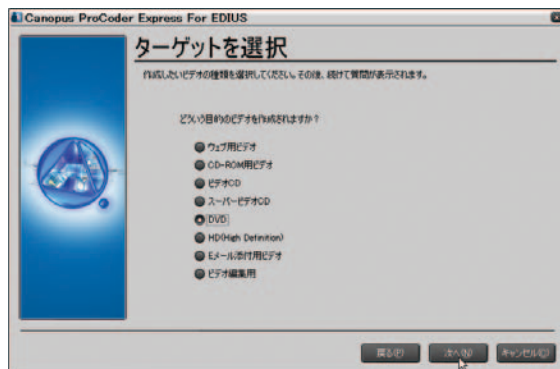 Canopus ProCoder Express For EDIUS
ターゲットを選択
作成したいビデオの種類を選択してください。その後、続けて質問が表示されます。
どういう目的のビデオを作成されますか?
ウェブ用ビデオ
CD-ROM用ビデオ
ビデオCD
スーパービデオCD
DVD
HD(High Definition)
Eメール添付用ビデオ
ビデオ編集用
戻る(P)
次へ(N)
キャンセル(C)